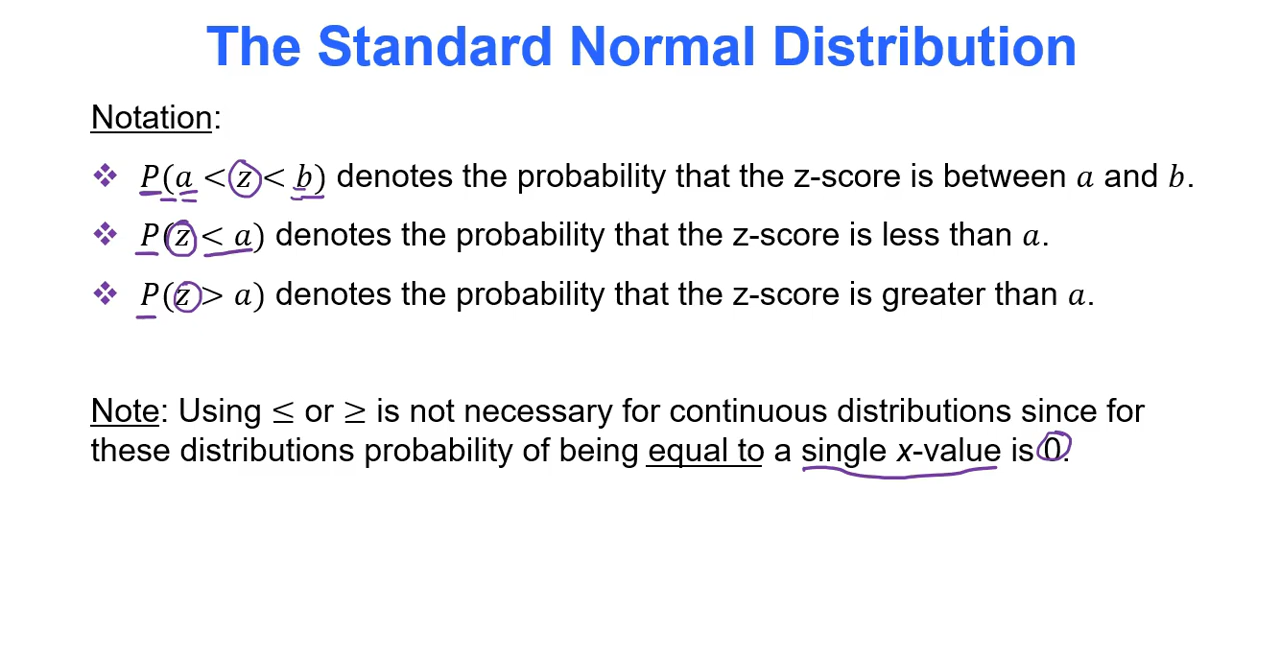 The Standard Normal Distribution
Notation:
❖ P(a < z < b) denotes the probability that the z-score is between a and b.
❖ P(z < a) denotes the probability that the z-score is less than a.
❖ P(z > a) denotes the probability that the z-score is greater than a.
Note: Using ≤ or ≥ is not necessary for continuous distributions since for
these distributions probability of being equal to a single x-value is 0.